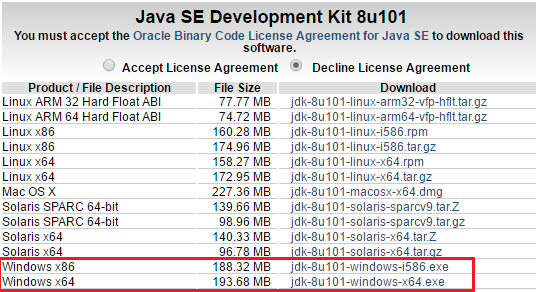 Java SE Development Kit 8u101
You must accept the Oracle Binary Code License Agreement for Java SE to download this
software.
Accept License Agreement Decline License Agreement
Product / File Description File Size Download
Linux ARM 32 Hard Float ABI 77.77 MB jdk-8u101-linux-arm32-vfp-hflt.tar.gz
Linux ARM 64 Hard Float ABI 74.72 MB jdk-8u101-linux-arm64-vfp-hflt.tar.gz
Linux x86 160.28 MB jdk-8u101-linux-i586.rpm
Linux x86 174.96 MB jdk-8u101-linux-i586.tar.gz
Linux x64 158.27 MB jdk-8u101-linux-x64.rpm
Linux x64 172.95 MB jdk-8u101-linux-x64.tar.gz
Mac OS X 227.36 MB jdk-8u101-macosx-x64.dmg
Solaris SPARC 64-bit 139.66 MB jdk-8u101-solaris-sparcv9.tar.Z
Solaris SPARC 64-bit 98.96 MB jdk-8u101-solaris-sparcv9.tar.gz
Solaris x64 140.33 MB jdk-8u101-solaris-x64.tar.Z
Solaris x64 96.78 MB jdk-8u101-solaris-x64.tar.gz
Windows x86 188.32 MB jdk-8u101-windows-i586.exe
Windows x64 193.68 MB jdk-8u101-windows-x64.exe